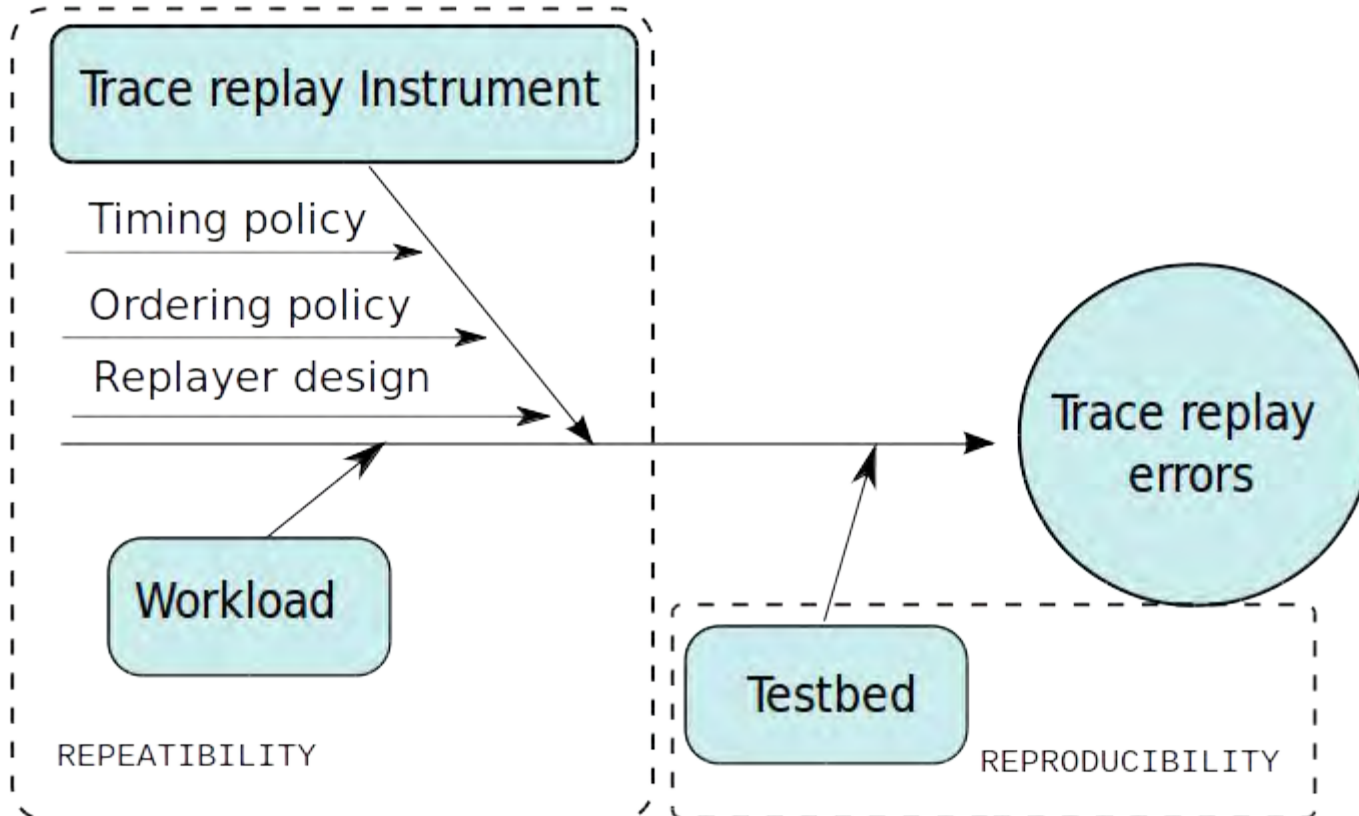 Trace replay Instrument
Timing policy
Ordering policy
Replayer design
Trace replay
errors
Workload
Testbed
REPEATIBILITY
REPRODUCIBILITY